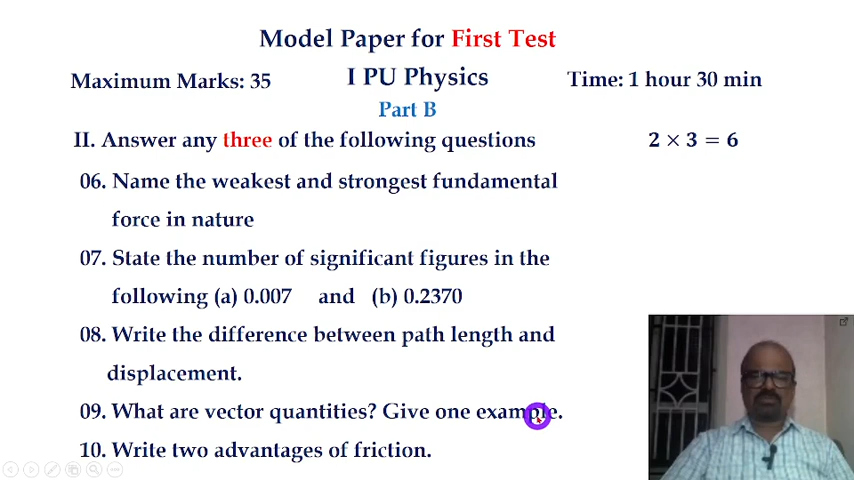 Model Paper for First Test
Maximum Marks: 35 I PU Physics Time: 1 hour 30 min
Part B
II. Answer any three of the following questions 2 × 3 = 6
06. Name the weakest and strongest fundamental
force in nature
07. State the number of significant figures in the
following (a) 0.007 and (b) 0.2370
08. Write the difference between path length and
displacement.
09. What are vector quantities? Give one example.
10. Write two advantages of friction.